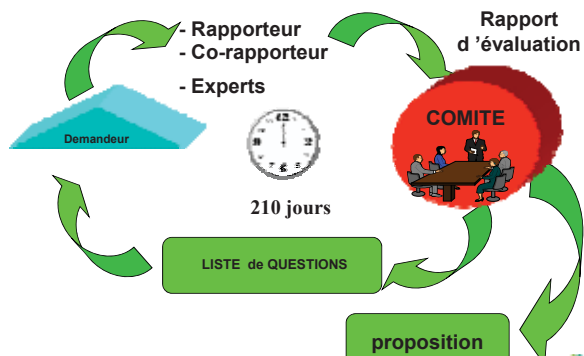 - Rapporteur
- Co-rapporteur
- Experts
Rapport
d 'évaluation
Demandeur
COMITE
210 jours
LISTE de QUESTIONS
proposition